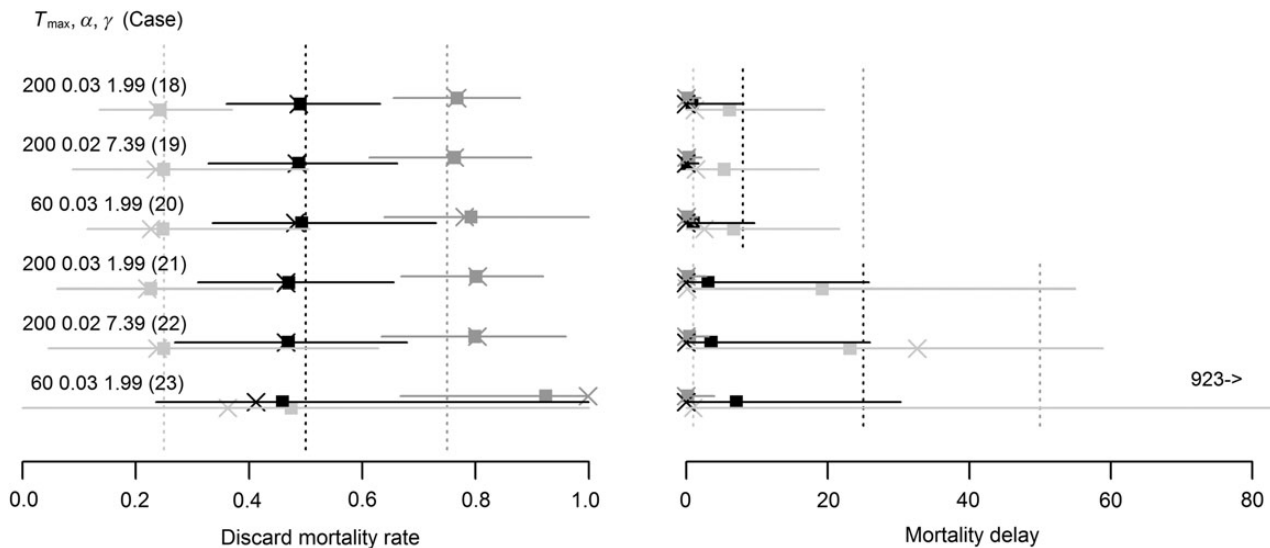 Tmax, α, γ (Case)
200 0.03 1.99 (18)
200 0.02 7.39 (19)
60 0.03 1.99 (20)
200 0.03 1.99 (21)
200 0.02 7.39 (22)
60 0.03 1.99 (23)
923->
0.0 0.2 0.4 0.6 0.8 1.0
0 20 40 60 80
Discard mortality rate
Mortality delay